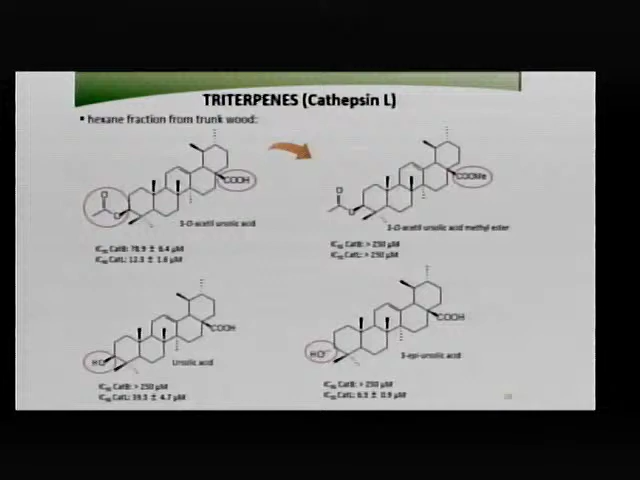 TRITERPENES (Cathepsin L)
▪ hexane fraction from trunk wood:
O
O
COOH
3-O-acetil ursolic acid
IC50 CatB: 78.9 ± 6.4 µM
IC50 CatL: 12.3 ± 1.6 µM
O
O
COOMe
3-O-acetil ursolic acid methyl ester
IC50 CatB: > 250 µM
IC50 CatL: > 250 µM
COOH
HO
Ursolic acid
IC50 CatB: > 250 µM
IC50 CatL: 39.3 ± 4.7 µM
COOH
HO
3-epi-ursolic acid
IC50 CatB: > 250 µM
IC50 CatL: 6.9 ± 0.9 µM